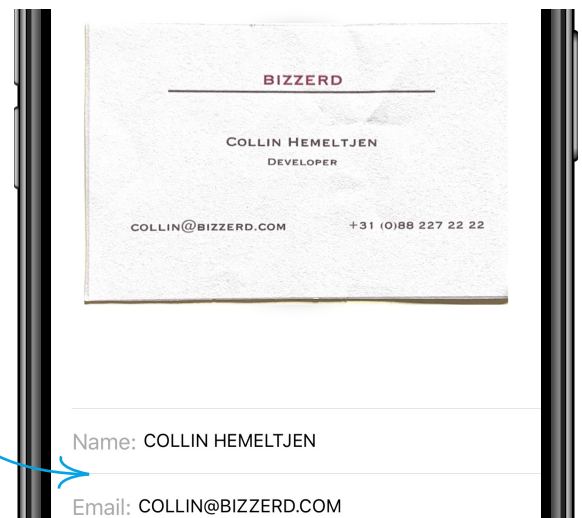 BIZZERD
COLLIN HEMELTJEN
DEVELOPER
COLLIN@BIZZERD.COM +31 (0)88 227 22 22
Name: COLLIN HEMELTJEN
Email: COLLIN@BIZZERD.COM